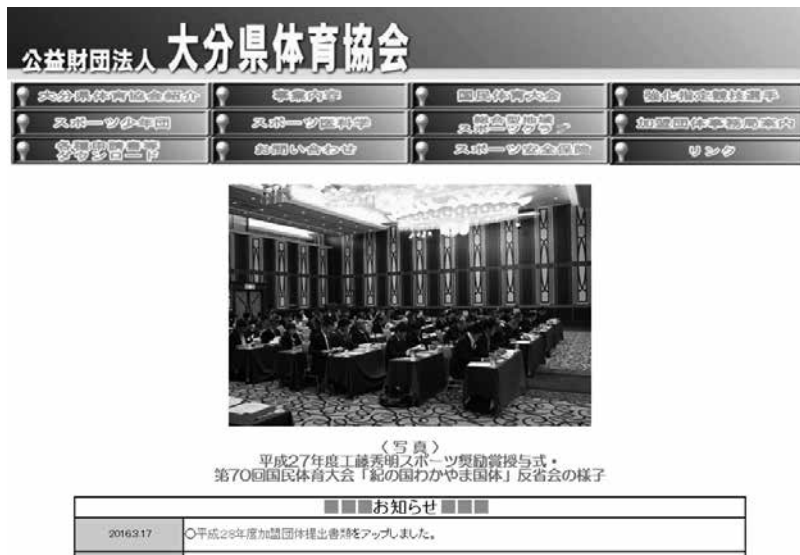 公益財団法人 大分県体育協会
大分県体育協会紹介
事業内容
国民体育大会
強化指定競技選手
スポーツ少年団
スポーツ医科学
総合型地域
スポーツクラブ
加盟団体事務局案内
各種申請書等
ダウンロード
お問い合わせ
スポーツ安全保険
リンク
〈写真〉
平成27年度工藤秀明スポーツ奨励賞授与式・
第70回国民体育大会「紀の国わかやま国体」反省会の様子
■■■お知らせ■■■
2016.3.17 〇平成28年度加盟団体提出書類をアップしました。